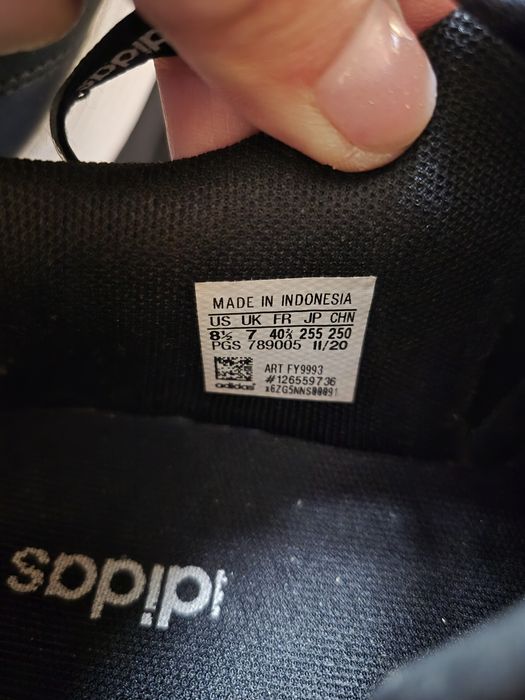 adidas
MADE IN INDONESIA
US UK FR JP CHN
8½ 7 40⅔ 255 250
PGS 789005 11/20
ART FY9993
#126559736
adidas
adidas